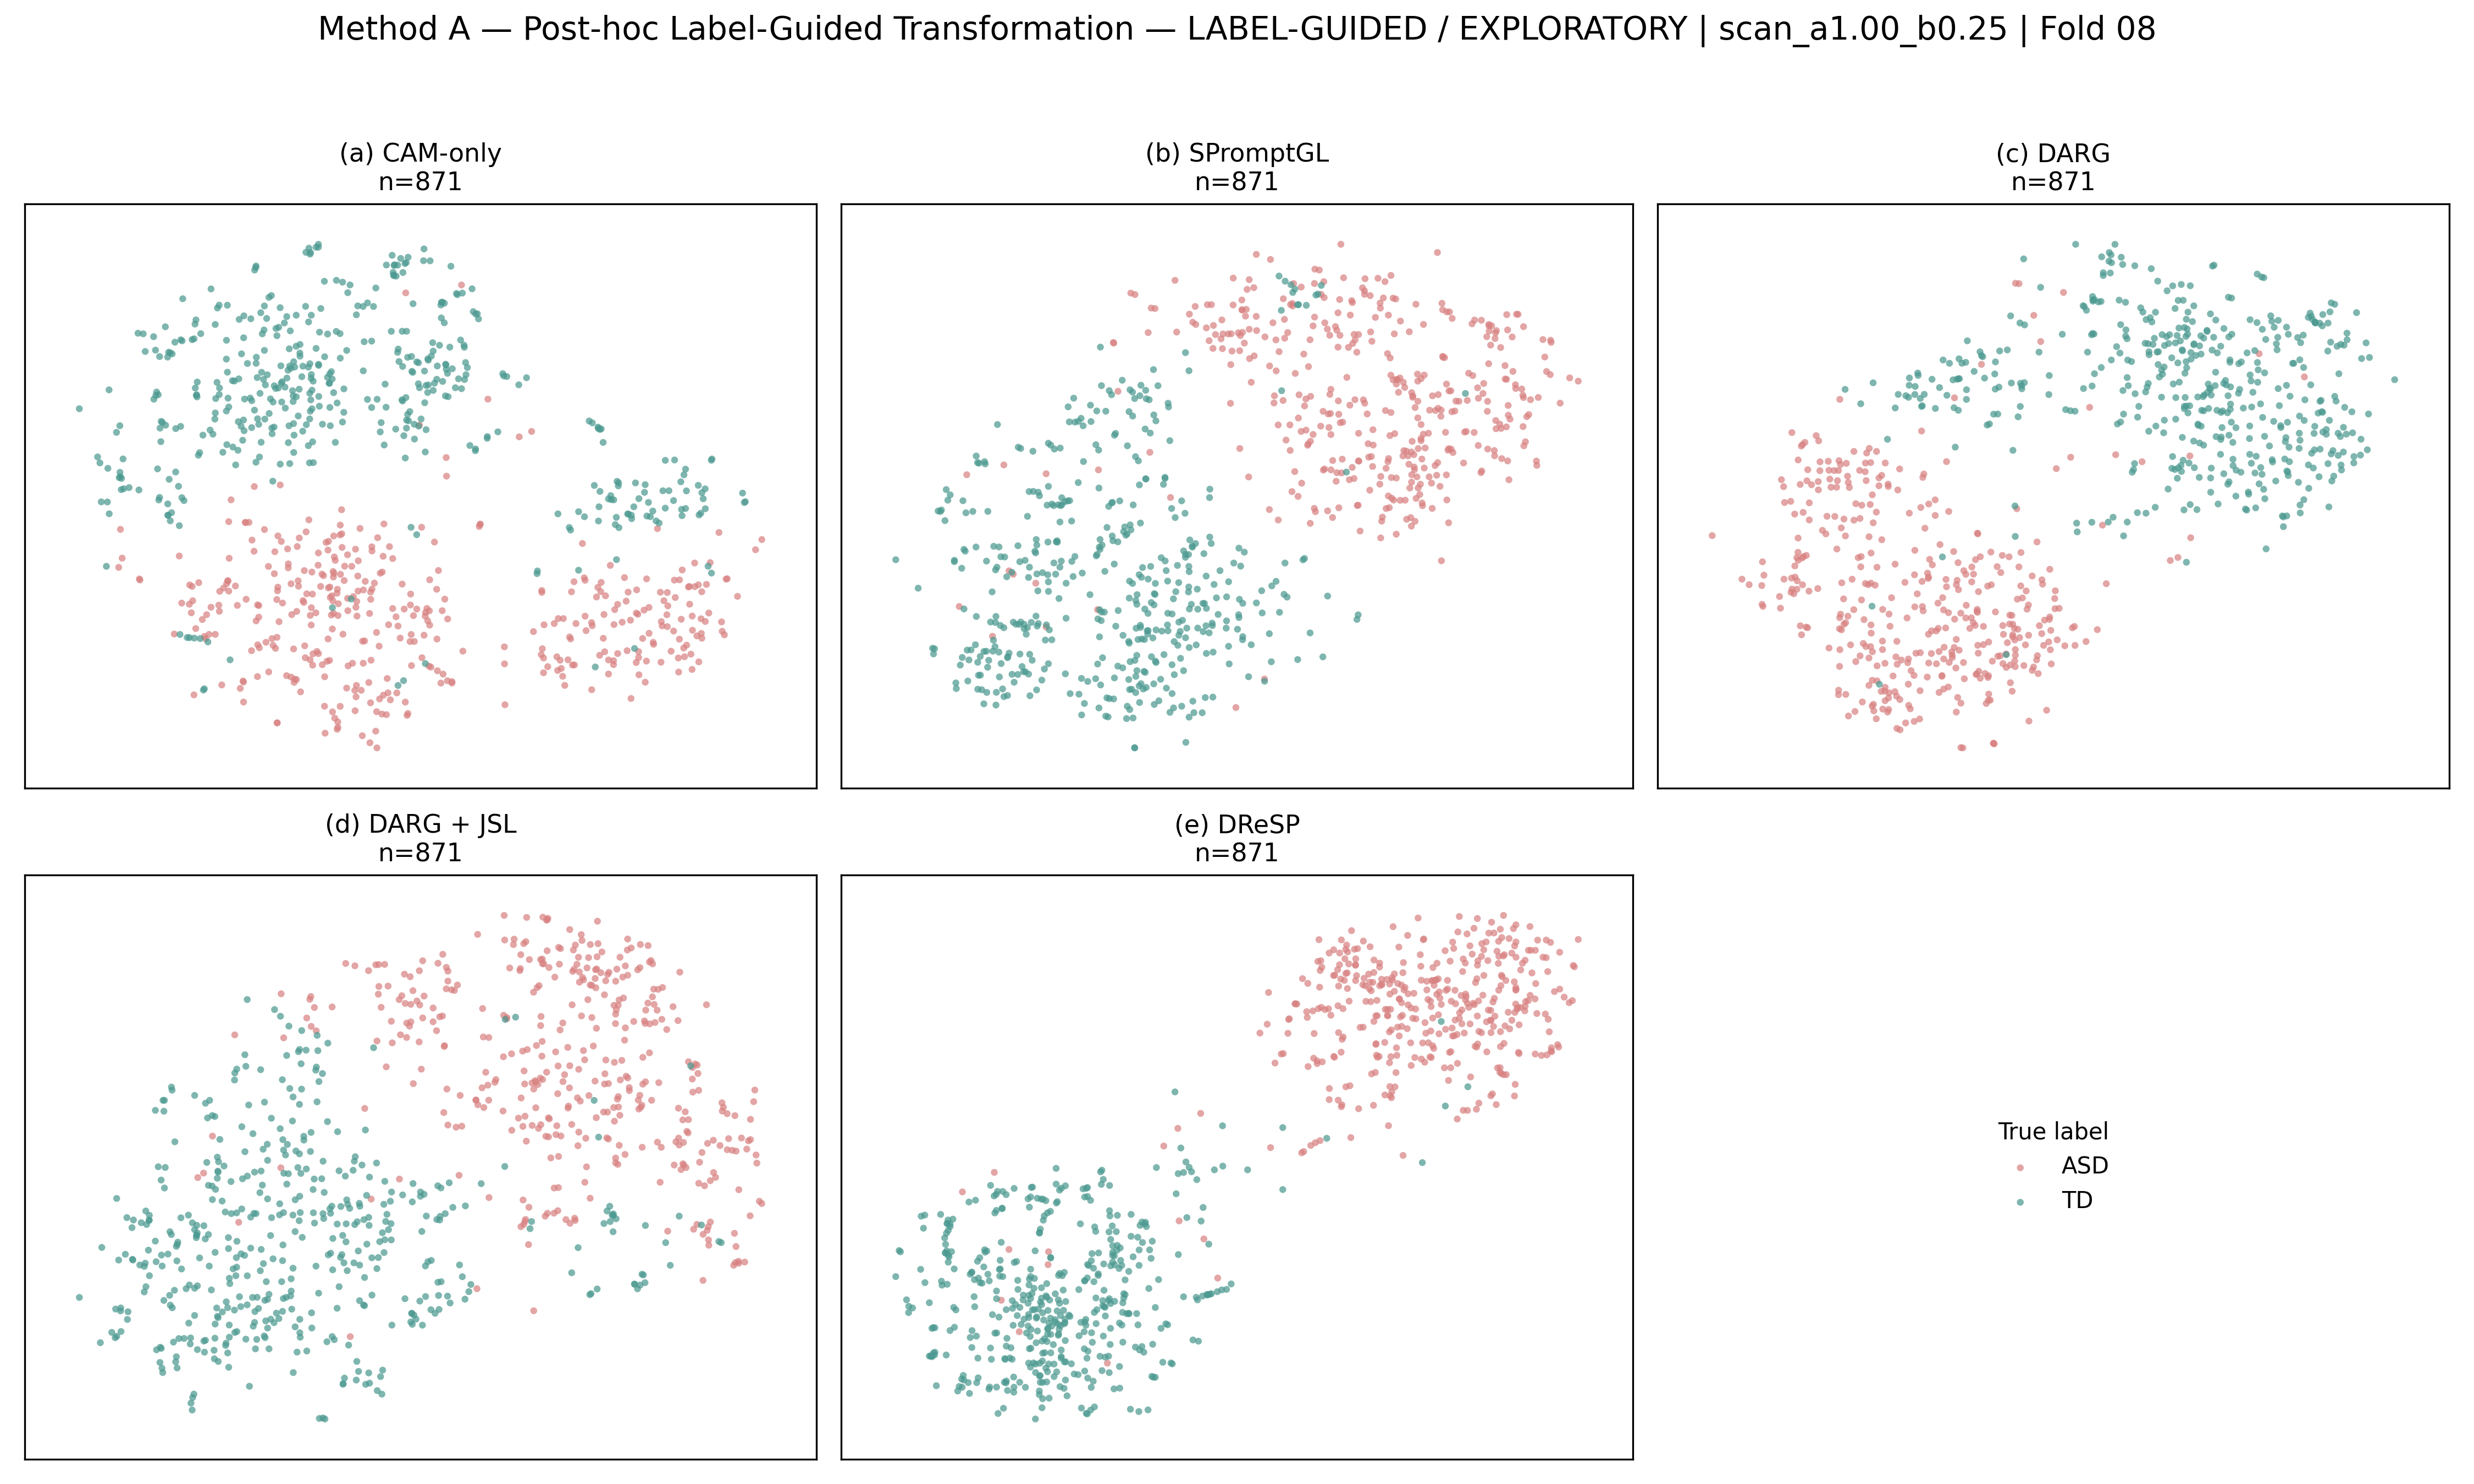 Method A — Post-hoc Label-Guided Transformation — LABEL-GUIDED / EXPLORATORY | scan_a1.00_b0.25 | Fold 08
(a) CAM-only
n=871
(b) SPromptGL
n=871
(c) DARG
n=871
(d) DARG + JSL
n=871
(e) DReSP
n=871
True label
ASD
TD